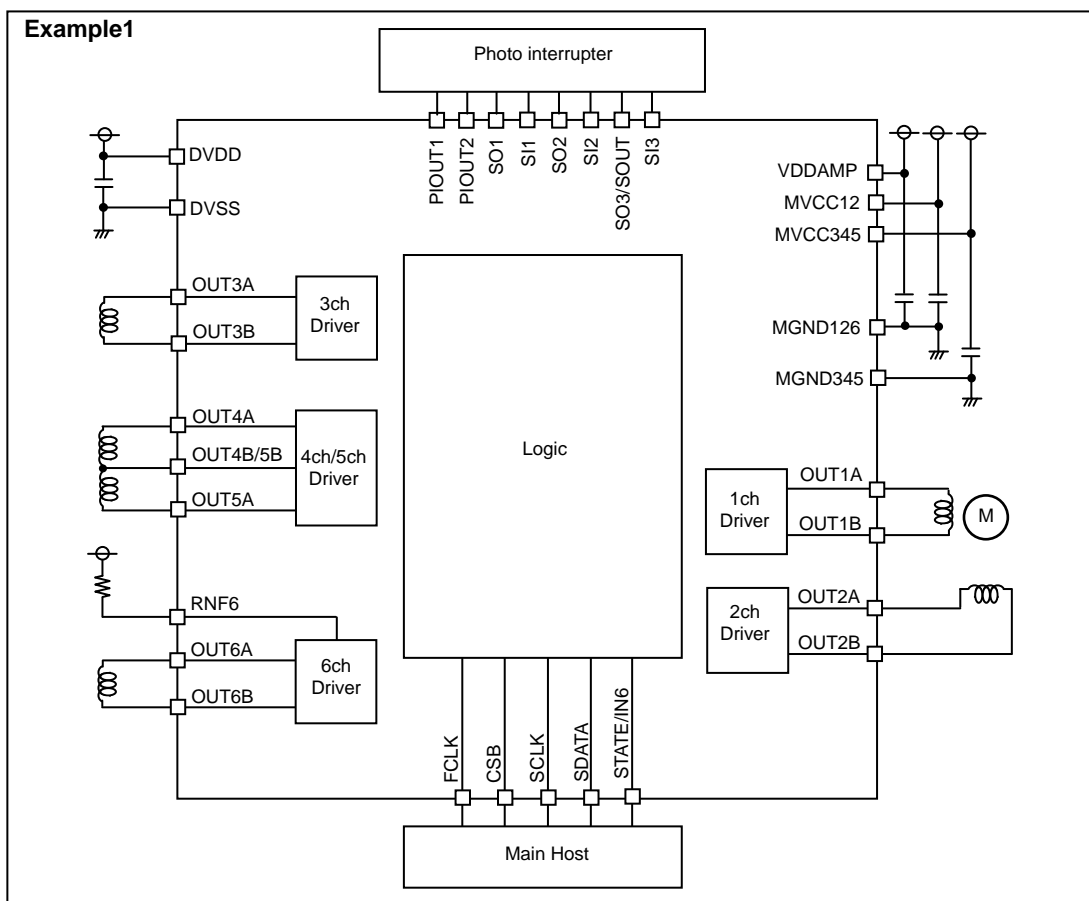 Example1
Photo interrupter
PIOUT1
PIOUT2
SO1
SI1
SO2
SI2
SO3/SOUT
SI3
DVDD
DVSS
VDDAMP
MVCC12
MVCC345
MGND126
MGND345
OUT3A
OUT3B
3ch
Driver
OUT4A
OUT4B/5B
OUT5A
4ch/5ch
Driver
Logic
OUT1A
OUT1B
1ch
Driver
M
OUT2A
OUT2B
2ch
Driver
RNF6
OUT6A
OUT6B
6ch
Driver
FCLK
CSB
SCLK
SDATA
STATE/IN6
Main Host